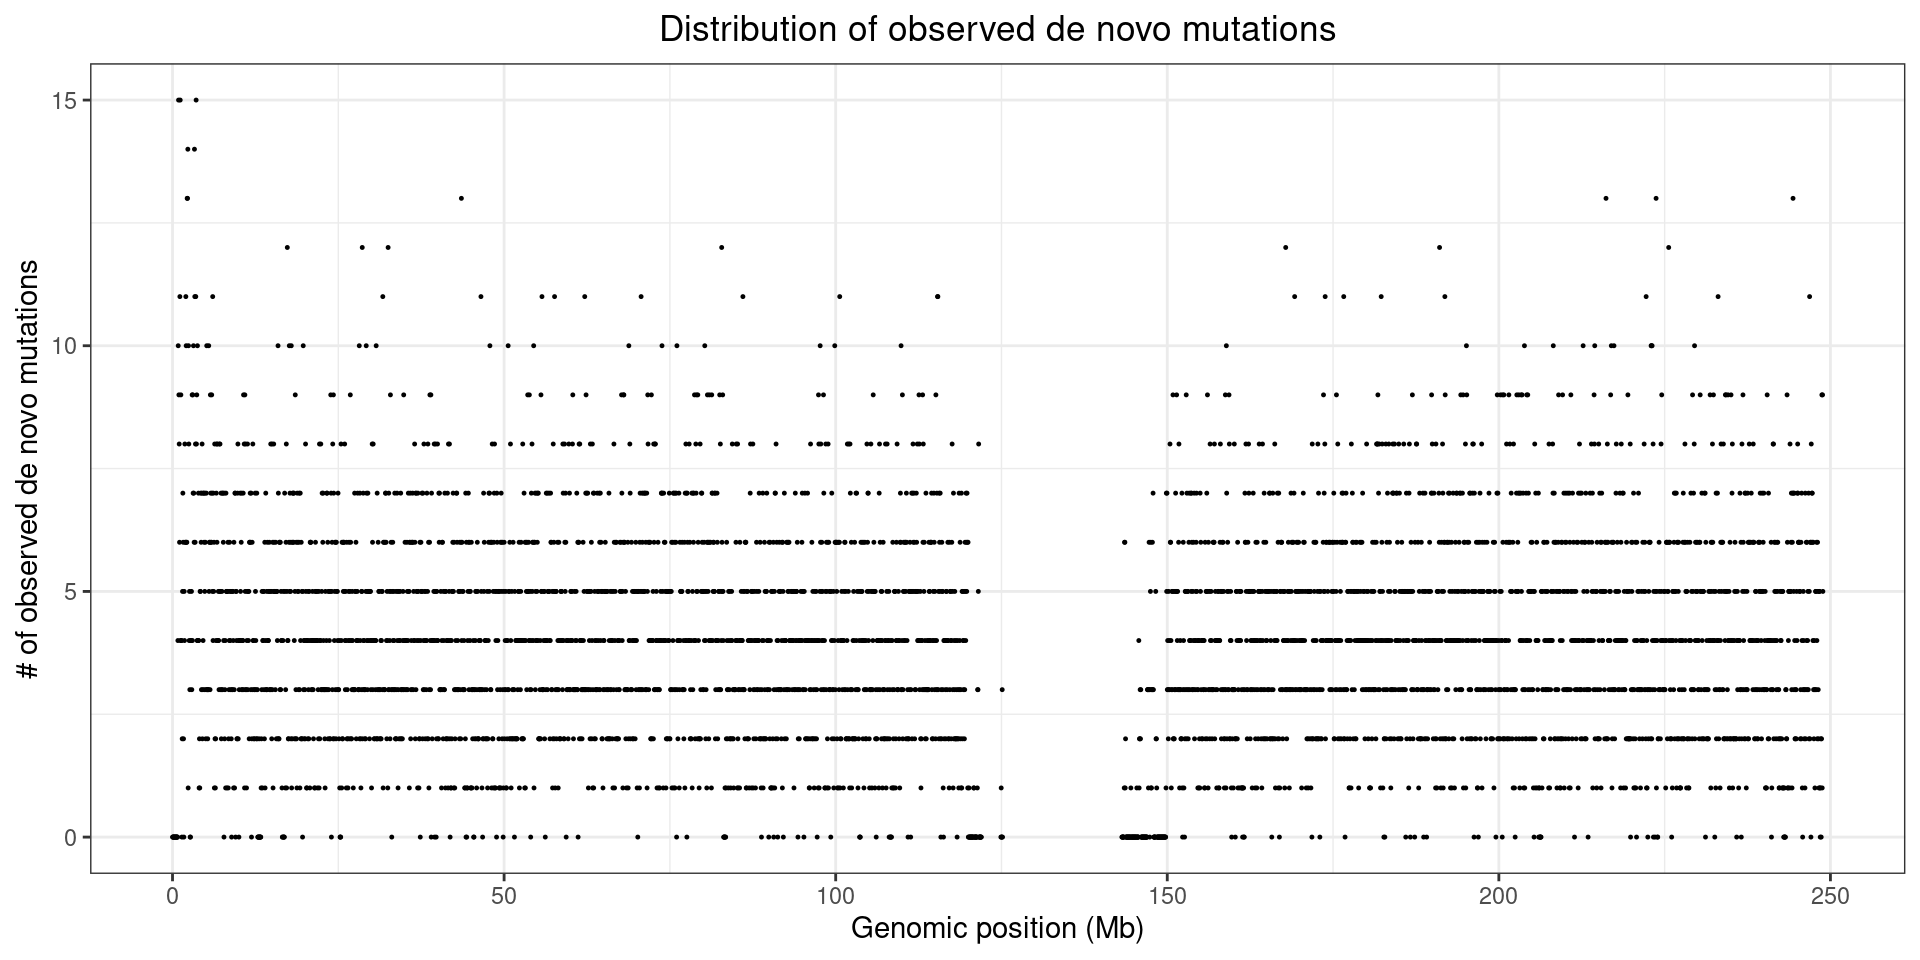 Distribution of observed de novo mutations
# of observed de novo mutations
15
10
5
0
0 50 100 150 200 250
Genomic position (Mb)